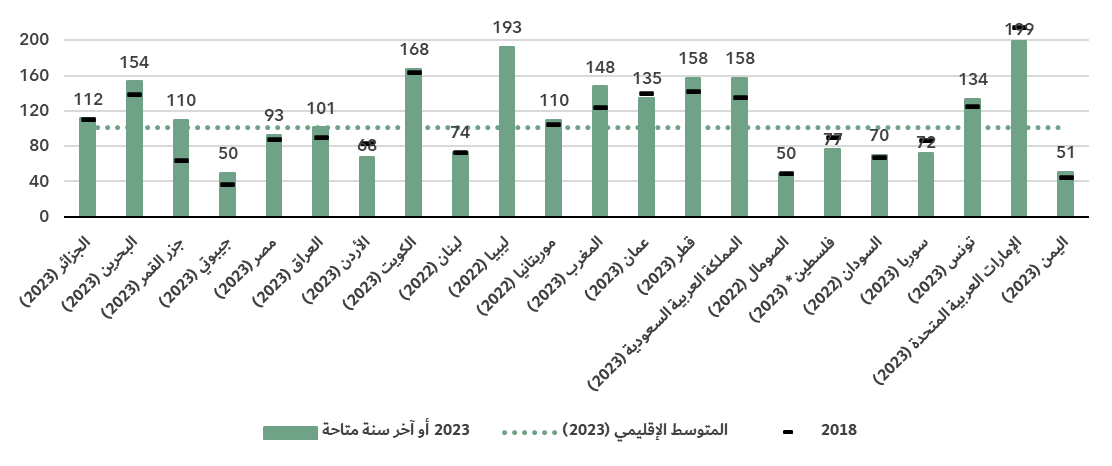 200
160
120
80
40
0
112
154
110
50
93
101
68
168
74
193
110
148
135
158
158
50
77
70
72
134
199
51
الجزائر (2023)
البحرين (2023)
جزر القمر (2023)
جيبوتي (2023)
مصر (2023)
العراق (2023)
الأردن (2023)
الكويت (2023)
لبنان (2022)
ليبيا (2022)
موريتانيا (2022)
المغرب (2023)
عمان (2023)
قطر (2023)
المملكة العربية السعودية (2023)
الصومال (2022)
فلسطين * (2023)
السودان (2022)
سوريا (2023)
تونس (2023)
الإمارات العربية المتحدة (2023)
اليمن (2023)
2023 أو آخر سنة متاحة
المتوسط الإقليمي (2023)
2018